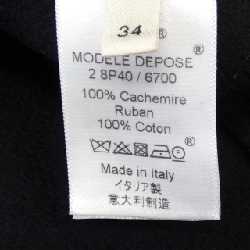 34
®
®
MODELE DEPOSE
2 8P40 / 6700
100% Cachemire
Ruban
100% Coton
Made in Italy
イタリア製
意大利制造